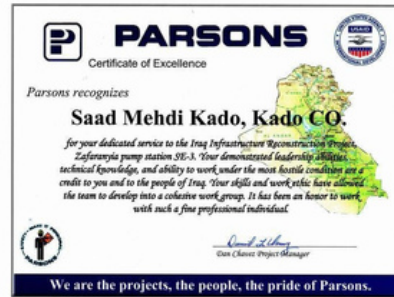 PARSONS
Certificate of Excellence
USAID
Parsons recognizes
Saad Mehdi Kado, Kado CO.
for your dedicated service to the Iraq Infrastructure Reconstruction Project,
Zafaranyia pump station SE-3. Your demonstrated leadership abilities,
technical knowledge, and ability to work under the most hostile condition are a
credit to you and to the people of Iraq. Your skills and work ethic have allowed
the team to develop into a cohesive work group. It has been an honor to work
with such a fine professional individual.
Dan Chavez Project Manager
PARSONS
We are the projects, the people, the pride of Parsons.